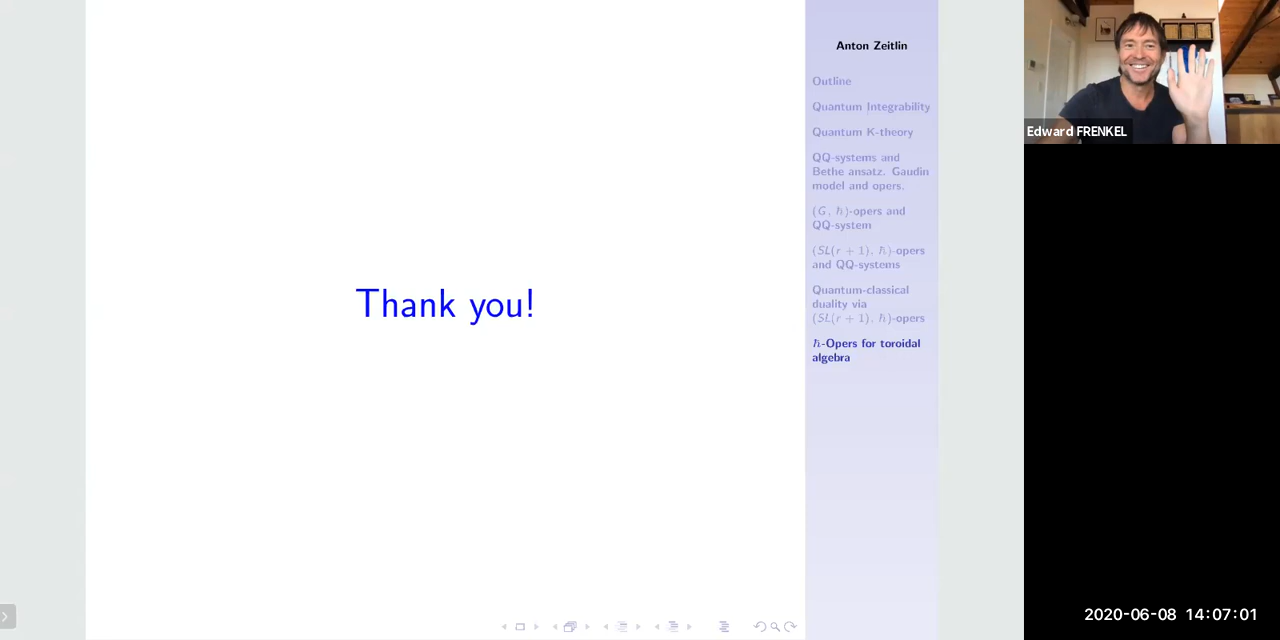 Thank you!
Anton Zeitlin
Outline
Quantum Integrability
Quantum K-theory
QQ-systems and
Bethe ansatz. Gaudin
model and opers.
(G, ℏ)-opers and
QQ-system
(SL(r + 1), ℏ)-opers
and QQ-systems
Quantum-classical
duality via
(SL(r + 1), ℏ)-opers
ℏ-Opers for toroidal
algebra
Edward FRENKEL
2020-06-08 14:07:01